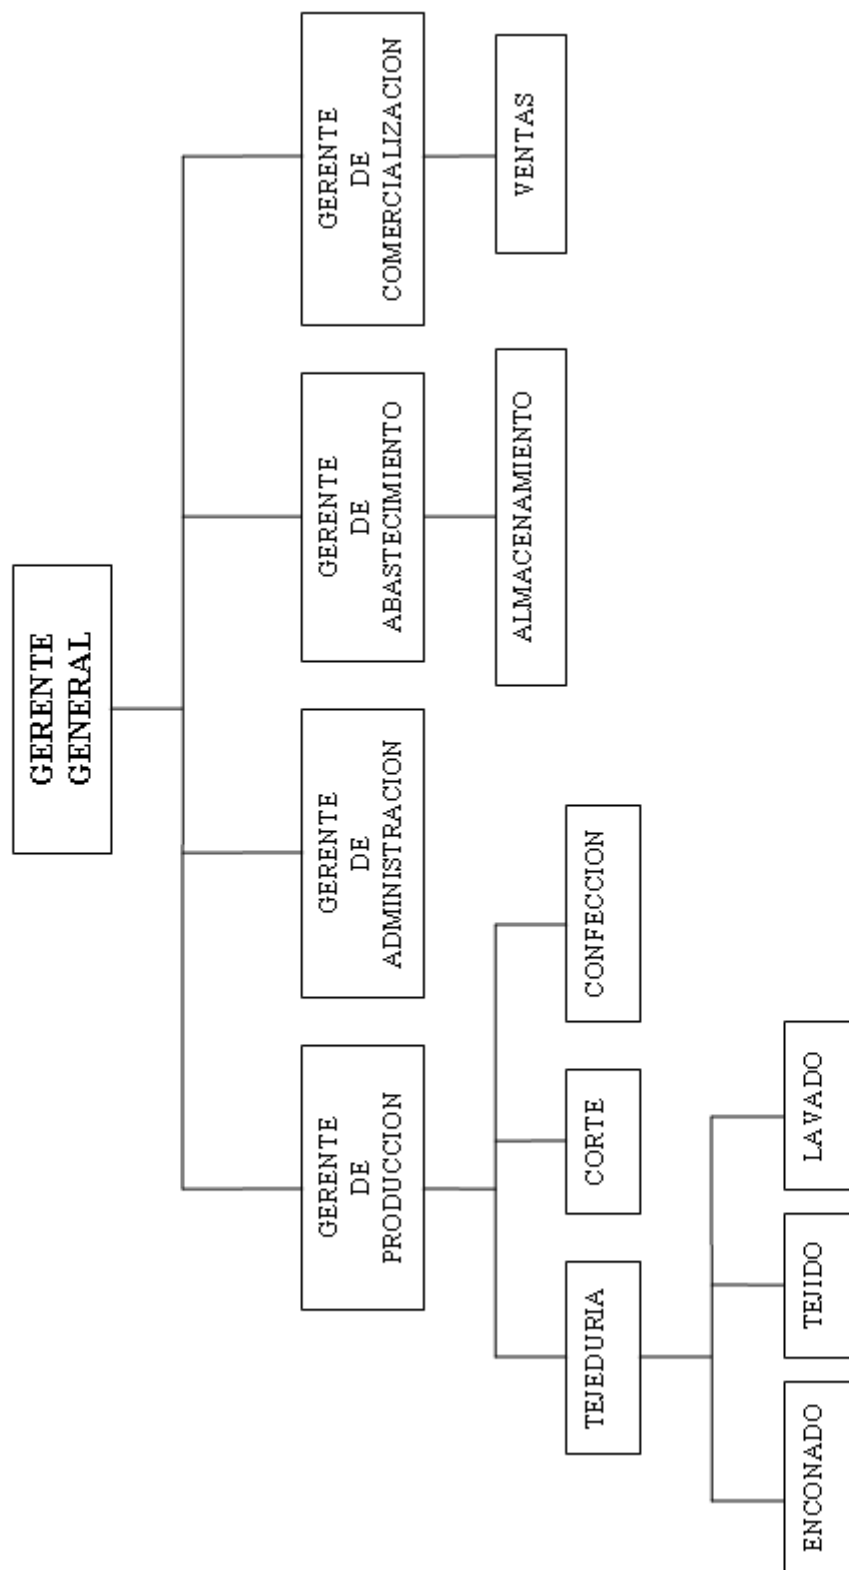 GERENTE
GENERAL
GERENTE
DE
PRODUCCION
GERENTE
DE
ADMINISTRACION
GERENTE
DE
ABASTECIMIENTO
GERENTE
DE
COMERCIALIZACION
ALMACENAMIENTO
VENTAS
TEJEDURIA
CORTE
CONFECCION
ENCONADO
TEJIDO
LAVADO